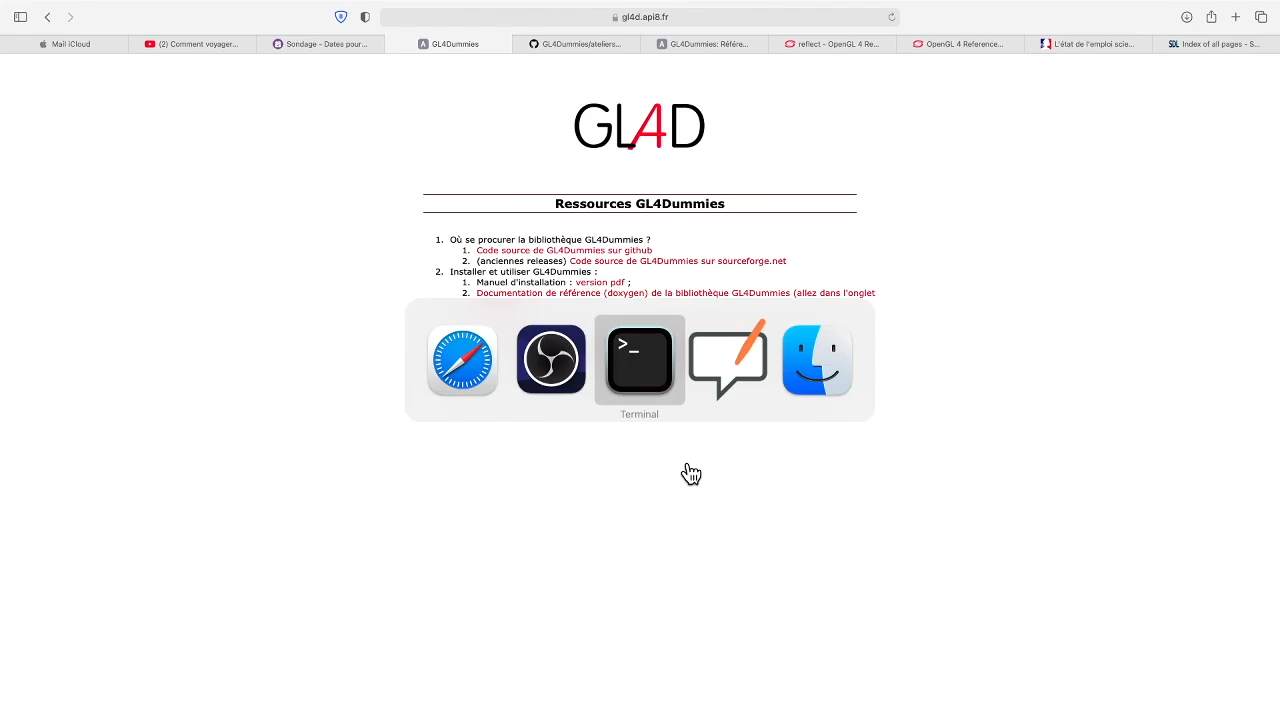 gl4d.api8.fr
Mail iCloud
(2) Comment voyager...
Sondage - Dates pour...
GL4Dummies
GL4Dummies/ateliers...
GL4Dummies: Référe...
reflect - OpenGL 4 Re...
OpenGL 4 Reference...
L'état de l'emploi scie...
SDL Index of all pages - S...
GL4D
Ressources GL4Dummies
1. Où se procurer la bibliothèque GL4Dummies ?
1. Code source de GL4Dummies sur github
2. (anciennes releases) Code source de GL4Dummies sur sourceforge.net
2. Installer et utiliser GL4Dummies :
1. Manuel d'installation : version pdf ;
2. Documentation de référence (doxygen) de la bibliothèque GL4Dummies (allez dans l'onglet
>_
Terminal